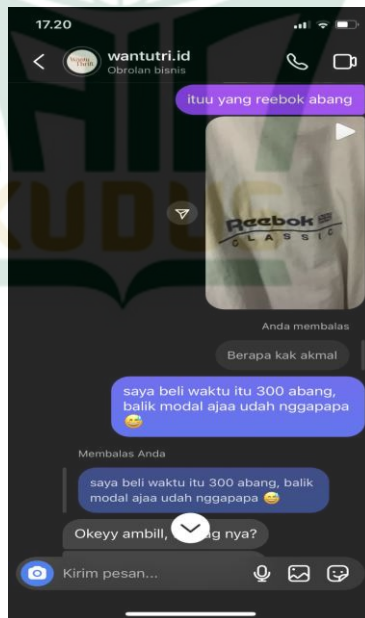 17.20
wantutri.id
Obrolan bisnis
ituu yang reebok abang
Reebok
CLASSIC
Anda membalas
Berapa kak akmal
saya beli waktu itu 300 abang,
balik modal ajaa udah nggapapa
😅
Membalas Anda
saya beli waktu itu 300 abang, balik
modal ajaa udah nggapapa 😅
Okeyy ambill, nya?
Kirim pesan...
KUDUS